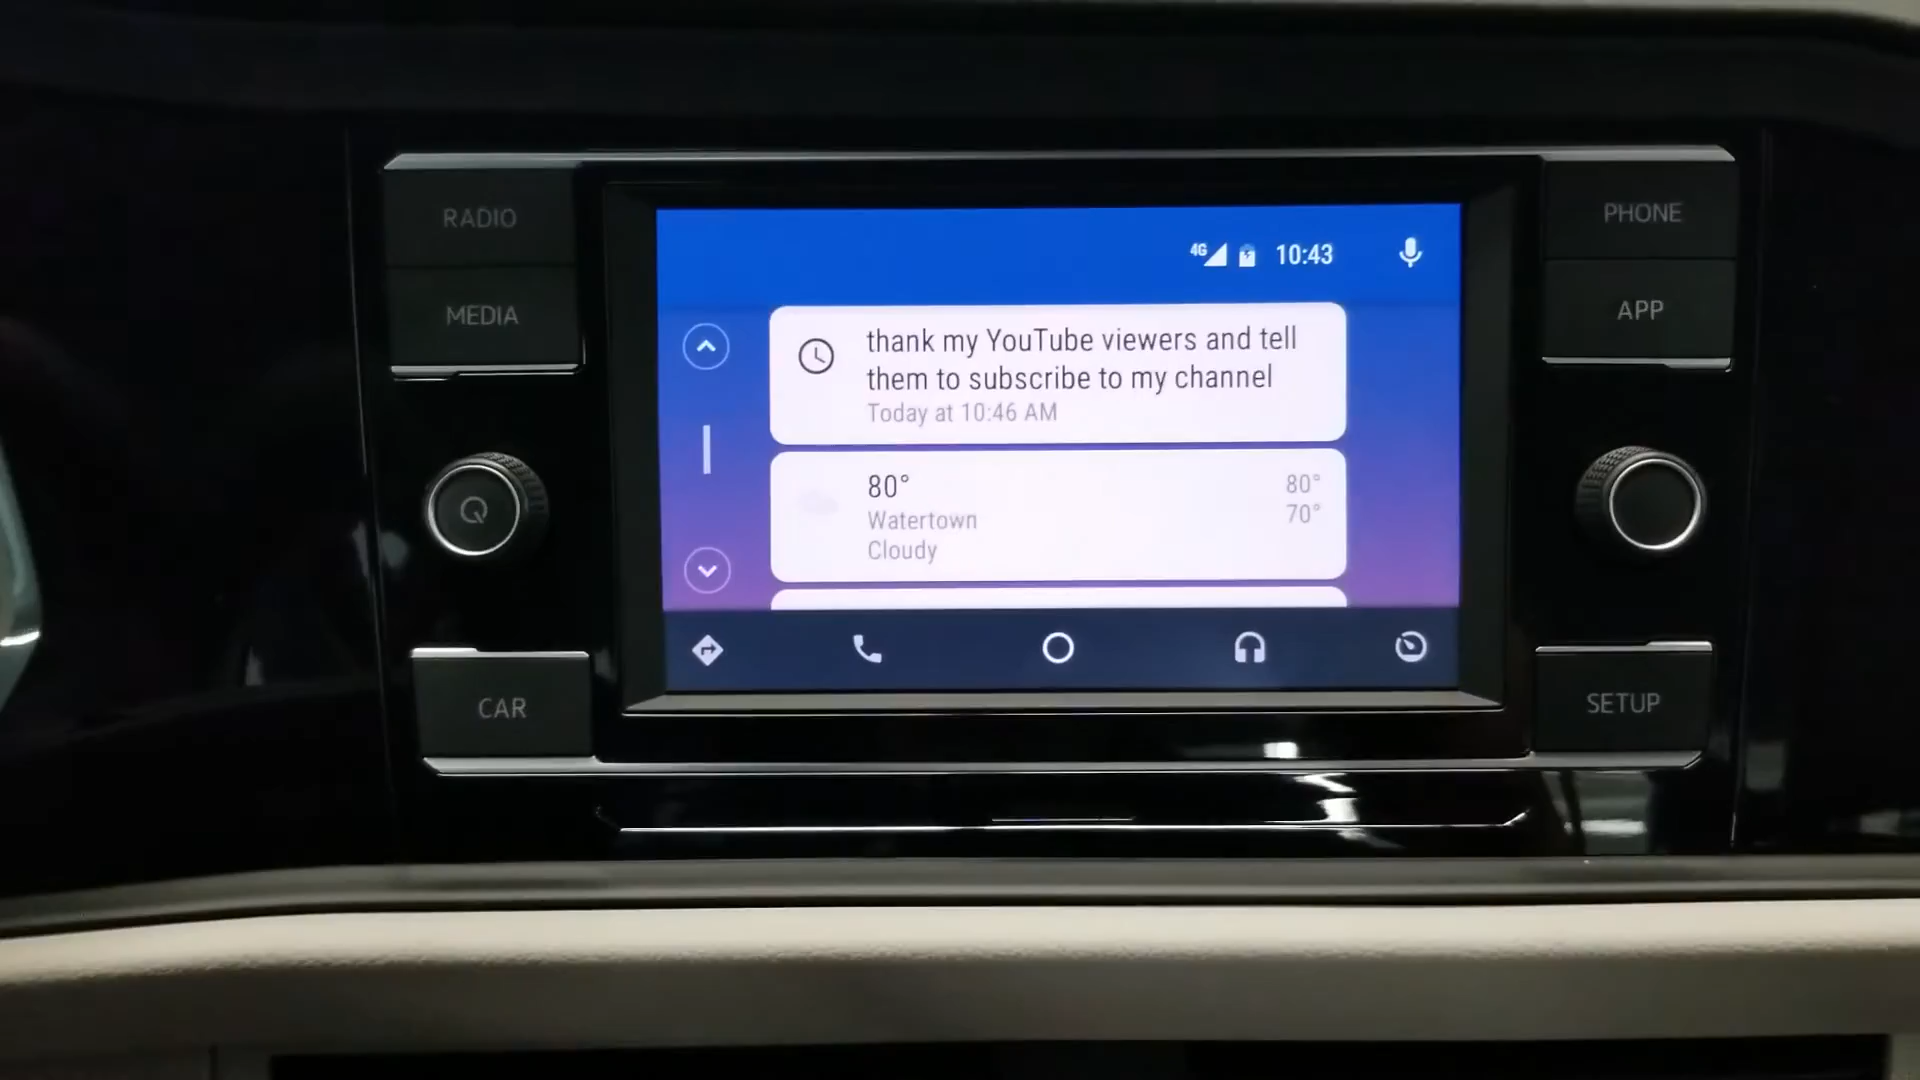 RADIO
MEDIA
CAR
4G 10:43
thank my YouTube viewers and tell
them to subscribe to my channel
Today at 10:46 AM
80°
Watertown
Cloudy
80°
70°
PHONE
APP
SETUP